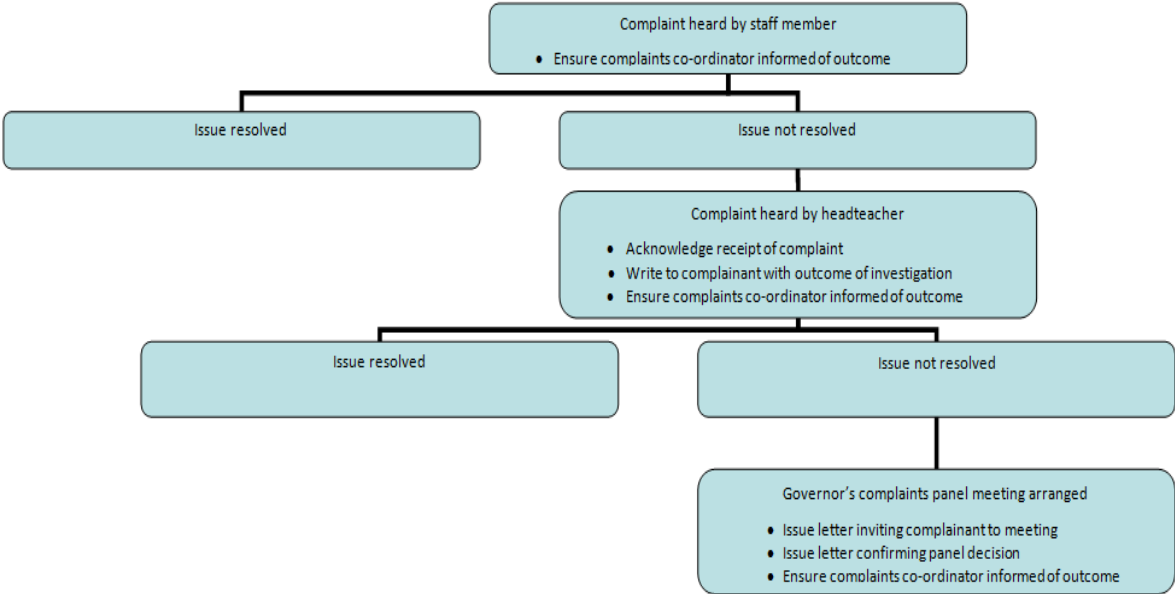 Complaint heard by staff member
• Ensure complaints co-ordinator informed of outcome
Issue resolved
Issue not resolved
Complaint heard by headteacher
• Acknowledge receipt of complaint
• Write to complainant with outcome of investigation
• Ensure complaints co-ordinator informed of outcome
Issue resolved
Issue not resolved
Governor's complaints panel meeting arranged
• Issue letter inviting complainant to meeting
• Issue letter confirming panel decision
• Ensure complaints co-ordinator informed of outcome